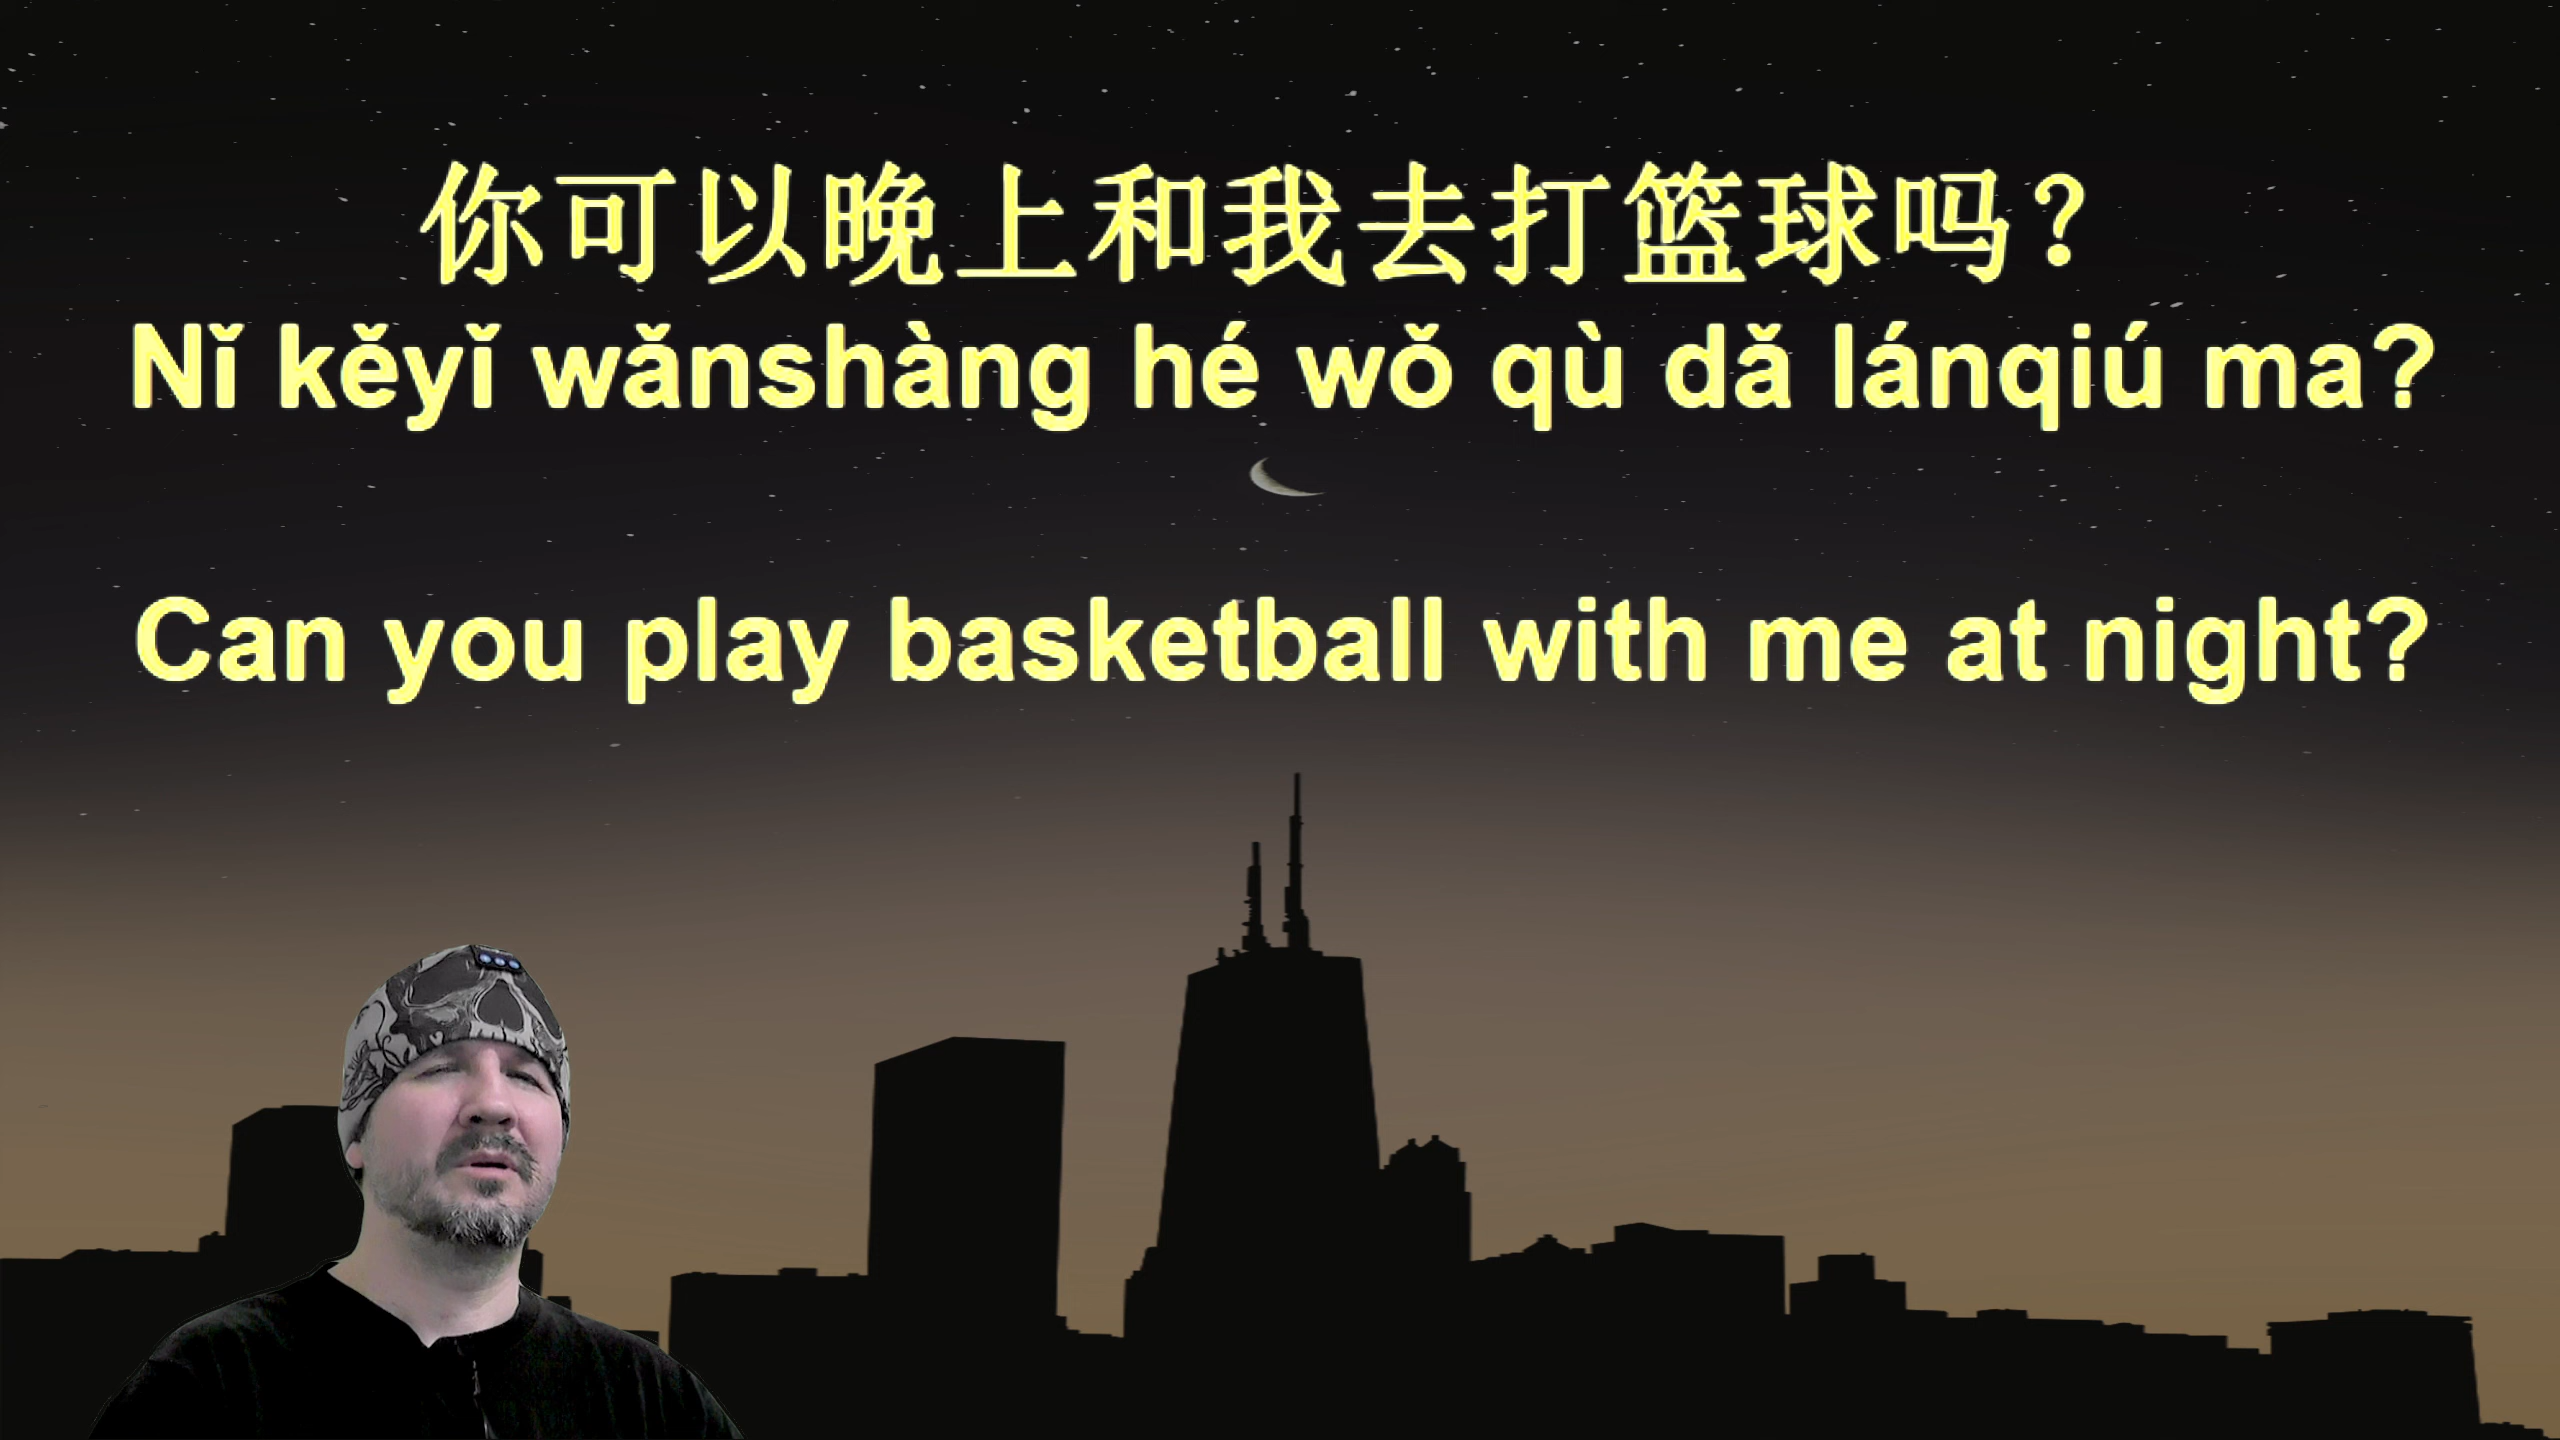 你可以晚上和我去打篮球吗？
Nǐ kěyǐ wǎnshàng hé wǒ qù dǎ lánqiú ma?
Can you play basketball with me at night?